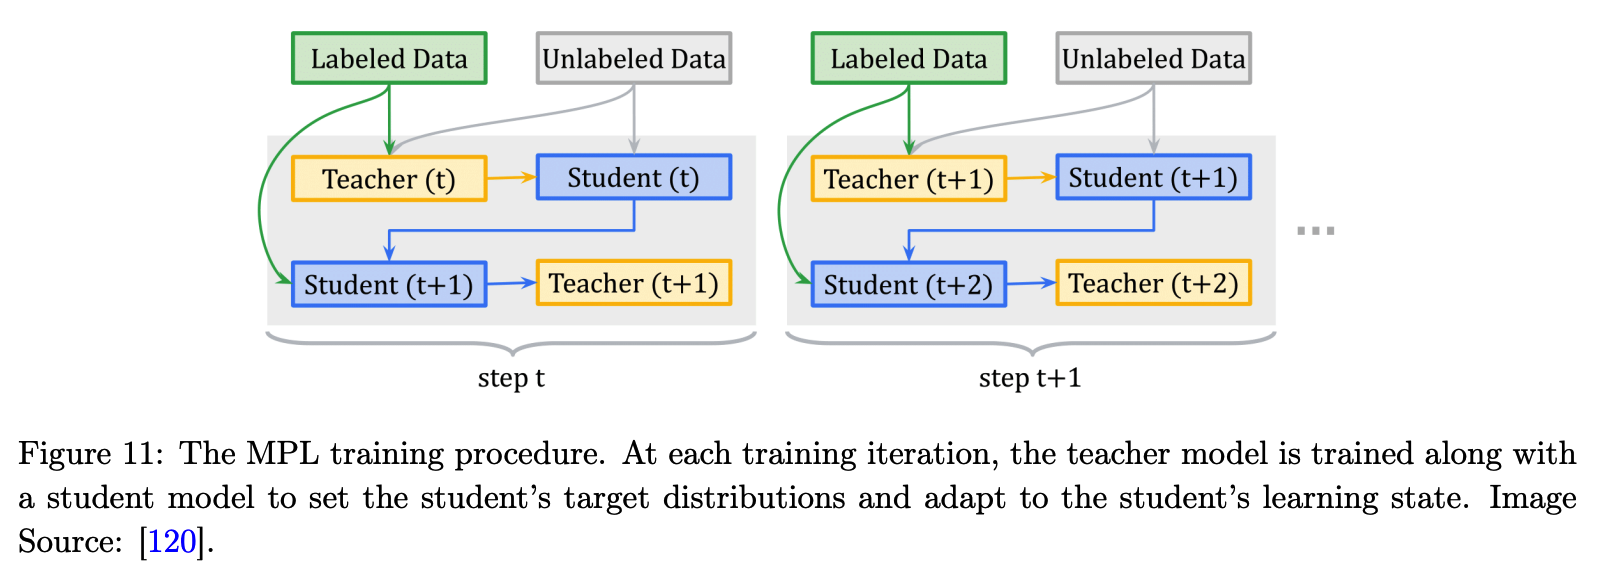 Labeled Data
Unlabeled Data
Labeled Data
Unlabeled Data
Teacher (t)
Student (t)
Teacher (t+1)
Student (t+1)
...
Student (t+1)
Teacher (t+1)
Student (t+2)
Teacher (t+2)
step t
step t+1
Figure 11: The MPL training procedure. At each training iteration, the teacher model is trained along with
a student model to set the student’s target distributions and adapt to the student’s learning state. Image
Source: [120].